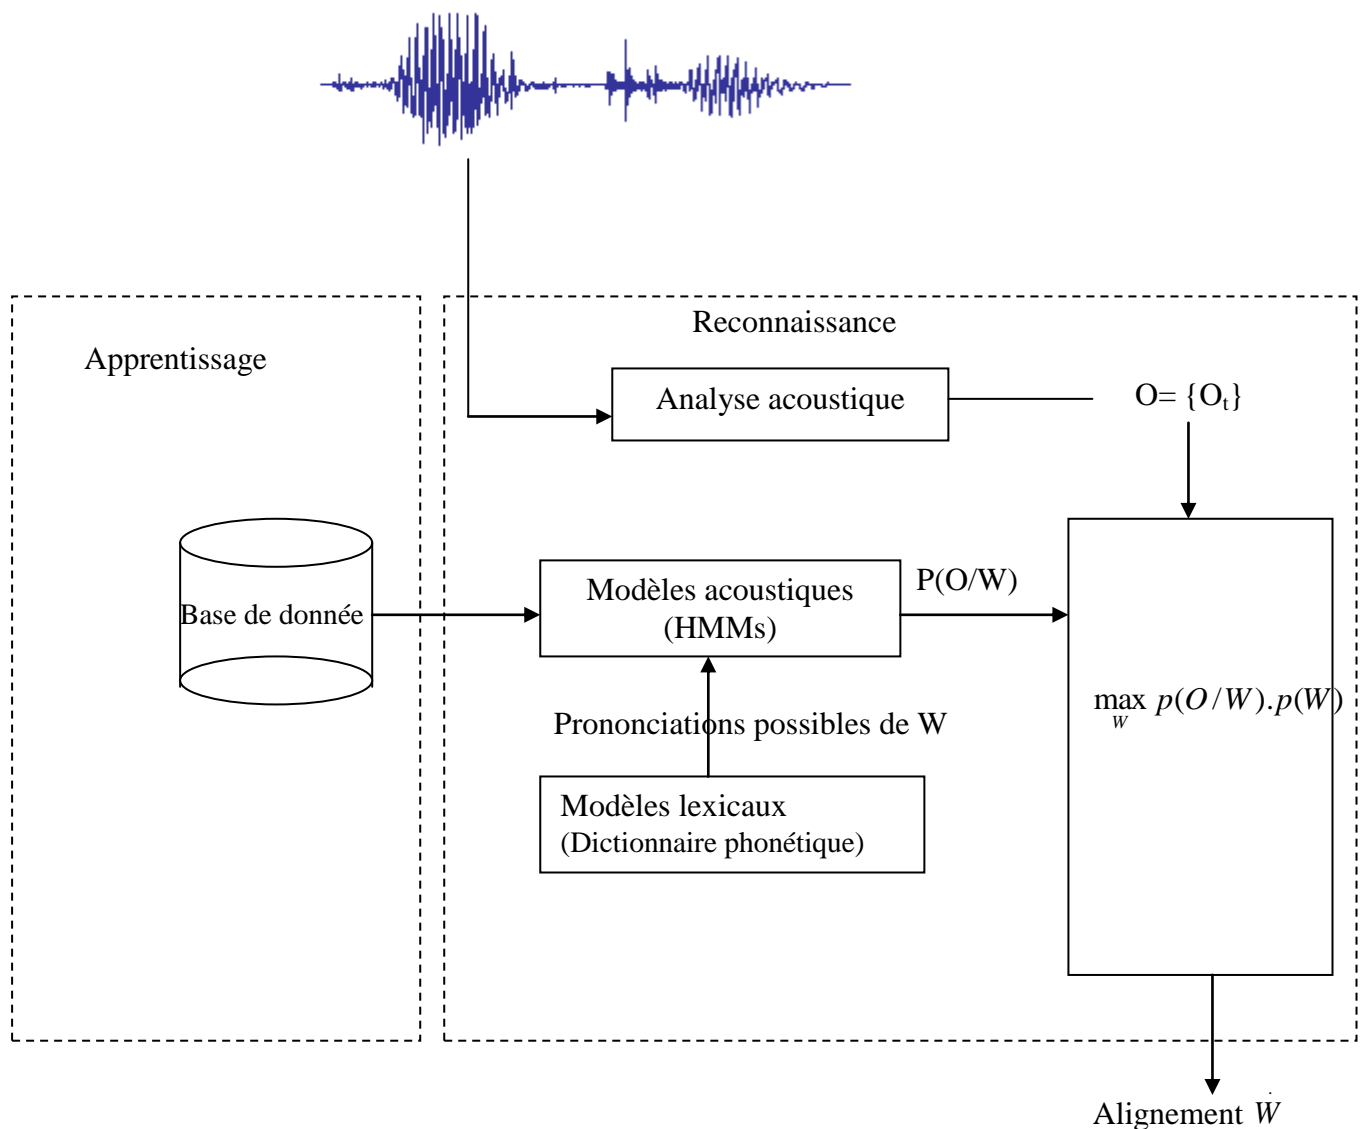 Reconnaissance
Apprentissage
Analyse acoustique
O= {Oₜ}
Base de donnée
Modèles acoustiques
(HMMs)
P(O/W)
max p(O/W).p(W)
W
Prononciations possibles de W
Modèles lexicaux
(Dictionnaire phonétique)
Alignement Ẇ